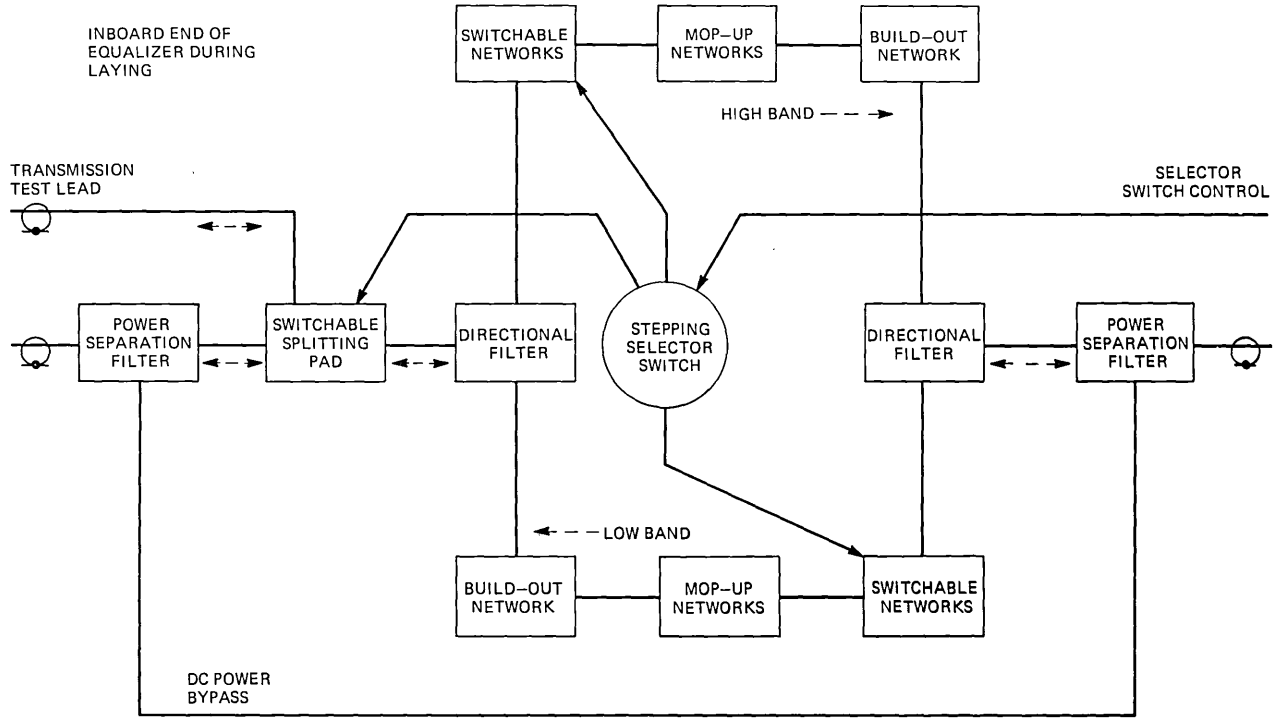 INBOARD END OF
EQUALIZER DURING
LAYING
SWITCHABLE
NETWORKS
MOP-UP
NETWORKS
BUILD-OUT
NETWORK
HIGH BAND
TRANSMISSION
TEST LEAD
SELECTOR
SWITCH CONTROL
POWER
SEPARATION
FILTER
SWITCHABLE
SPLITTING
PAD
DIRECTIONAL
FILTER
STEPPING
SELECTOR
SWITCH
DIRECTIONAL
FILTER
POWER
SEPARATION
FILTER
LOW BAND
BUILD-OUT
NETWORK
MOP-UP
NETWORKS
SWITCHABLE
NETWORKS
DC POWER
BYPASS